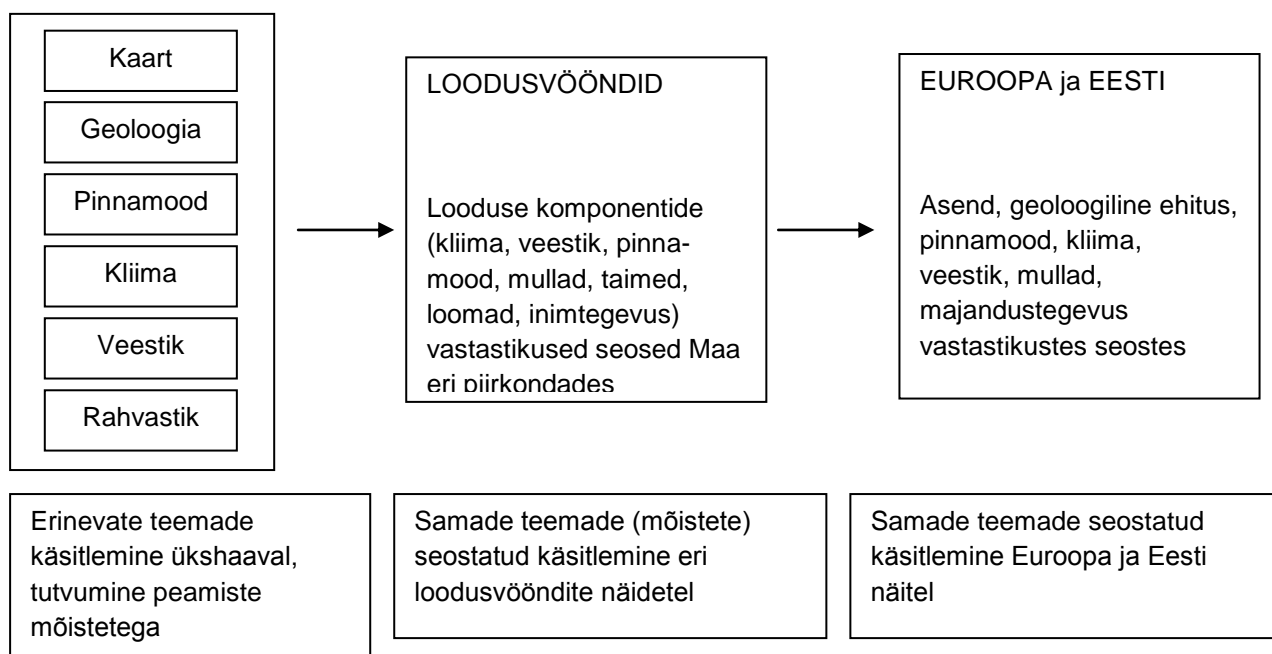 Kaart
Geoloogia
Pinnamood
Kliima
Veestik
Rahvastik
LOODUSVÖÖNDID
Looduse komponentide
(kliima, veestik, pinna-
mood, mullad, taimed,
loomad, inimtegevus)
vastastikused seosed Maa
eri piirkondades
EUROOPA ja EESTI
Asend, geoloogiline ehitus,
pinnamood, kliima,
veestik, mullad,
majandustegevus
vastastikustes seostes
Erinevate teemade
käsitlemine ükshaaval,
tutvumine peamiste
mõistetega
Samade teemade (mõistete)
seostatud käsitlemine eri
loodusvööndite näidetel
Samade teemade seostatud
käsitlemine Euroopa ja Eesti
näitel